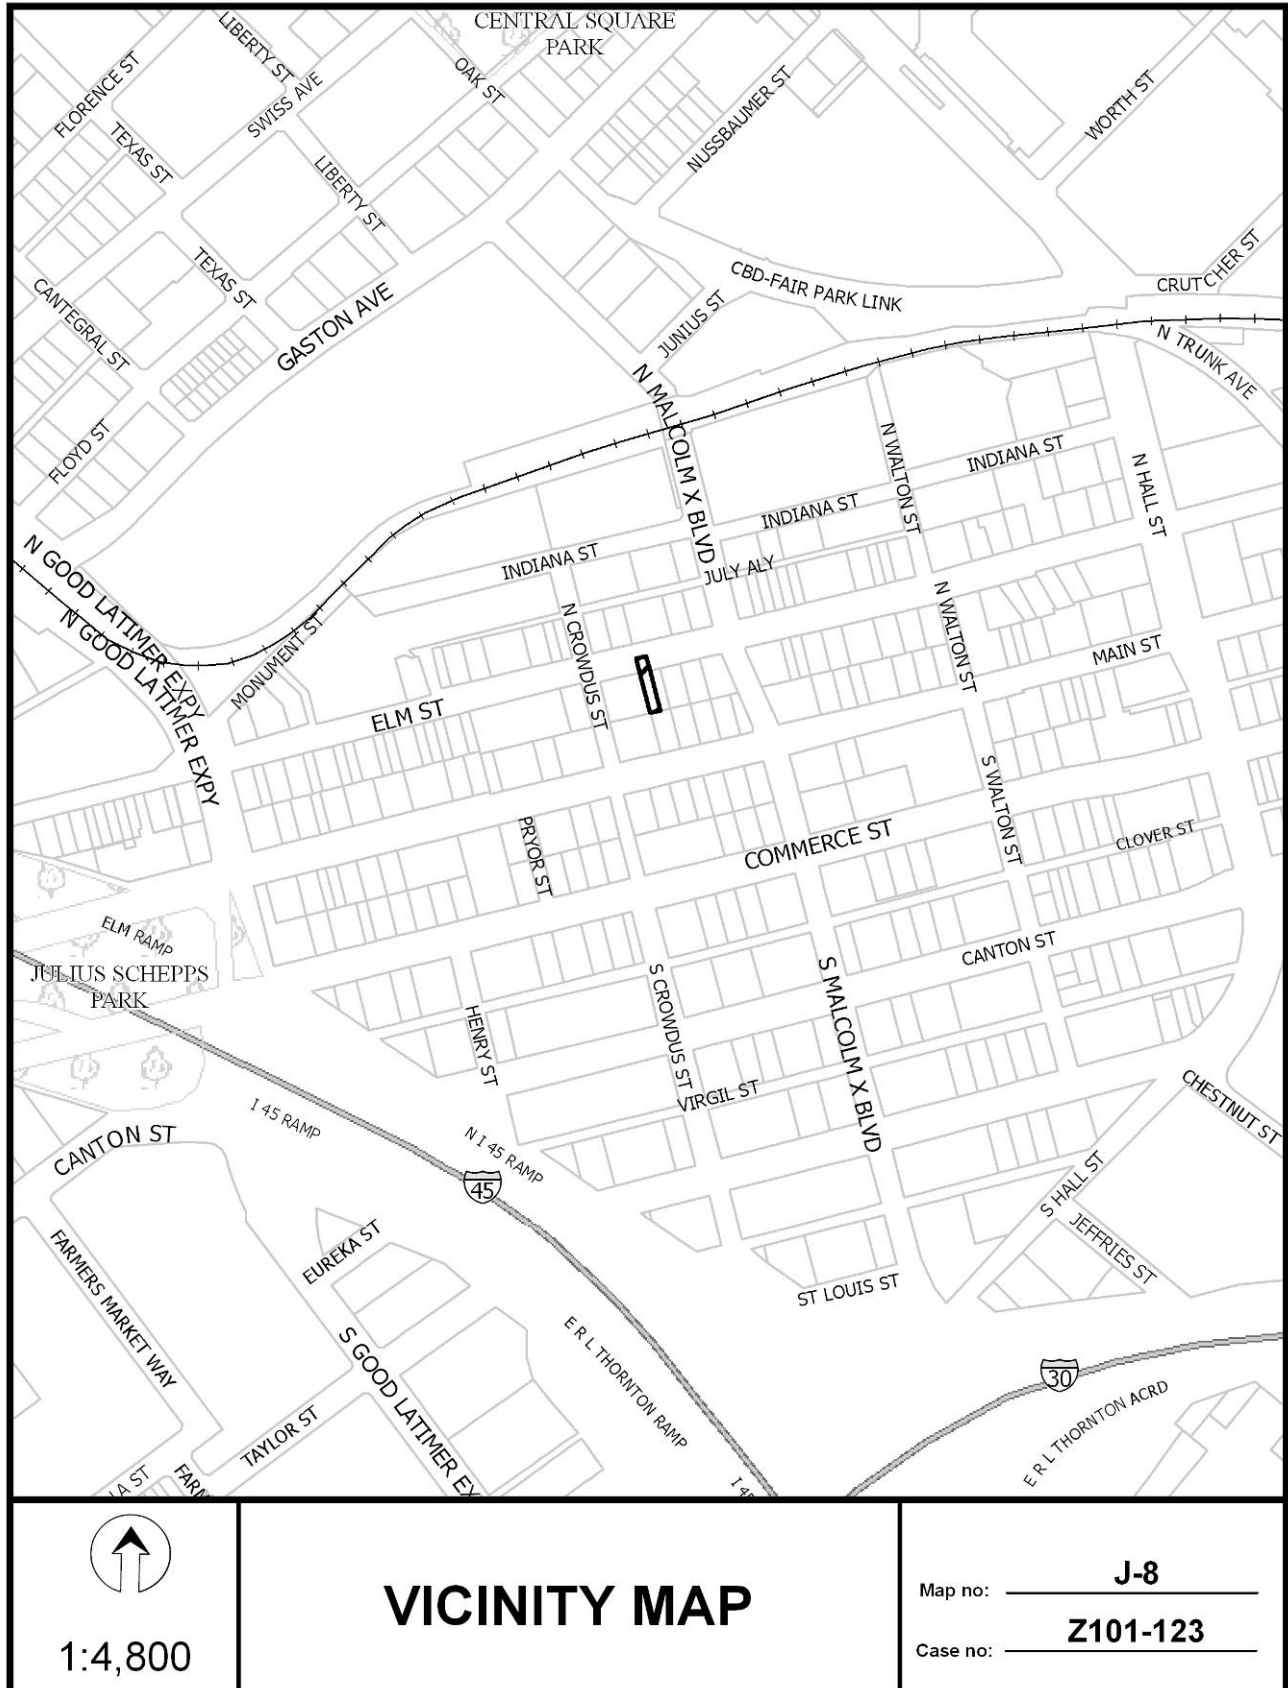 CENTRAL SQUARE
PARK
LIBERTY ST
FLORENCE ST
SWISS AVE
OAK ST
NUSSBAUMER ST
WORTH ST
TEXAS ST
LIBERTY ST
TEXAS ST
CANTEGRAL ST
GASTON AVE
CBD-FAIR PARK LINK
CRUTCHER ST
JUNIUS ST
N TRUNK AVE
FLOYD ST
N MALCOLM X BLVD
N WALTON ST
INDIANA ST
N HALL ST
INDIANA ST
INDIANA ST
JULY ALY
N GOOD LATIMER EXPY
N GOOD LATIMER EXPY
MONUMENT ST
N CROWDUS ST
N WALTON ST
MAIN ST
ELM ST
S WALTON ST
PRYOR ST
COMMERCE ST
CLOVER ST
ELM RAMP
JULIUS SCHEPPS
PARK
CANTON ST
S CROWDUS ST
S MALCOLM X BLVD
HENRY ST
VIRGIL ST
CHESTNUT ST
I 45 RAMP
N I 45 RAMP
CANTON ST
45
S HALL ST
JEFFRIES ST
EUREKA ST
FARMERS MARKET WAY
ST LOUIS ST
S GOOD LATIMER EX
E R L THORNTON RAMP
30
E R L THORNTON ACRD
TAYLOR ST
A ST
FARM
I 45
1:4,800
VICINITY MAP
Map no: J-8
Case no: Z101-123